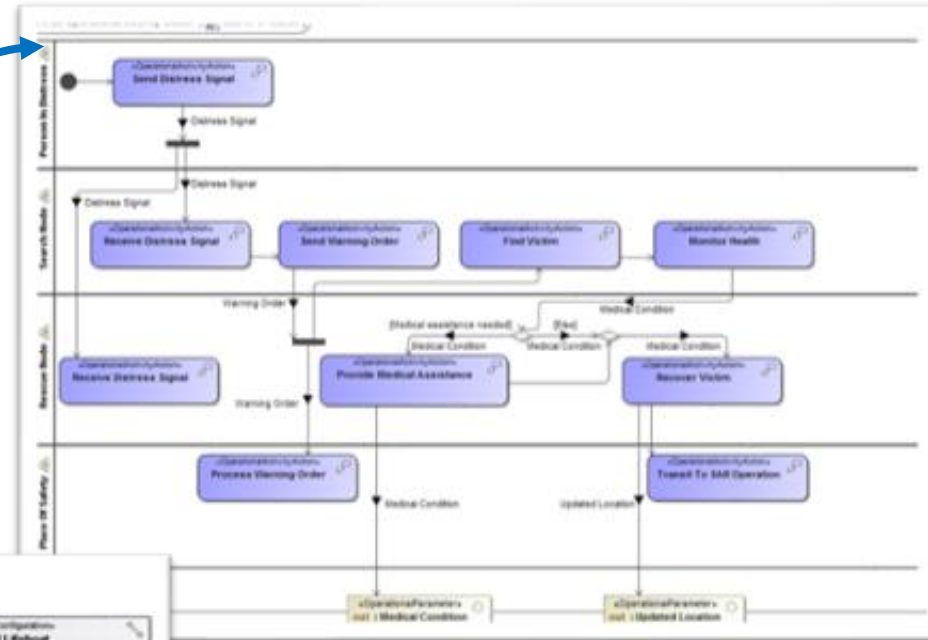 Person In Distress
«OperationalActivityAction»
Send Distress Signal
Distress Signal
Distress Signal
Distress Signal
Search Node
«OperationalActivityAction»
Receive Distress Signal
«OperationalActivityAction»
Send Warning Order
«OperationalActivityAction»
Find Victim
«OperationalActivityAction»
Monitor Health
Warning Order
Medical Condition
Rescue Node
[Medical assistance needed]
[Else]
Medical Condition
Medical Condition
Medical Condition
«OperationalActivityAction»
Receive Distress Signal
«OperationalActivityAction»
Provide Medical Assistance
«OperationalActivityAction»
Recover Victim
Warning Order
Place Of Safety
«OperationalActivityAction»
Process Warning Order
«OperationalActivityAction»
Transit To SAR Operation
Medical Condition
Updated Location
«OperationalParameter»
out : Medical Condition
«OperationalParameter»
out : Updated Location